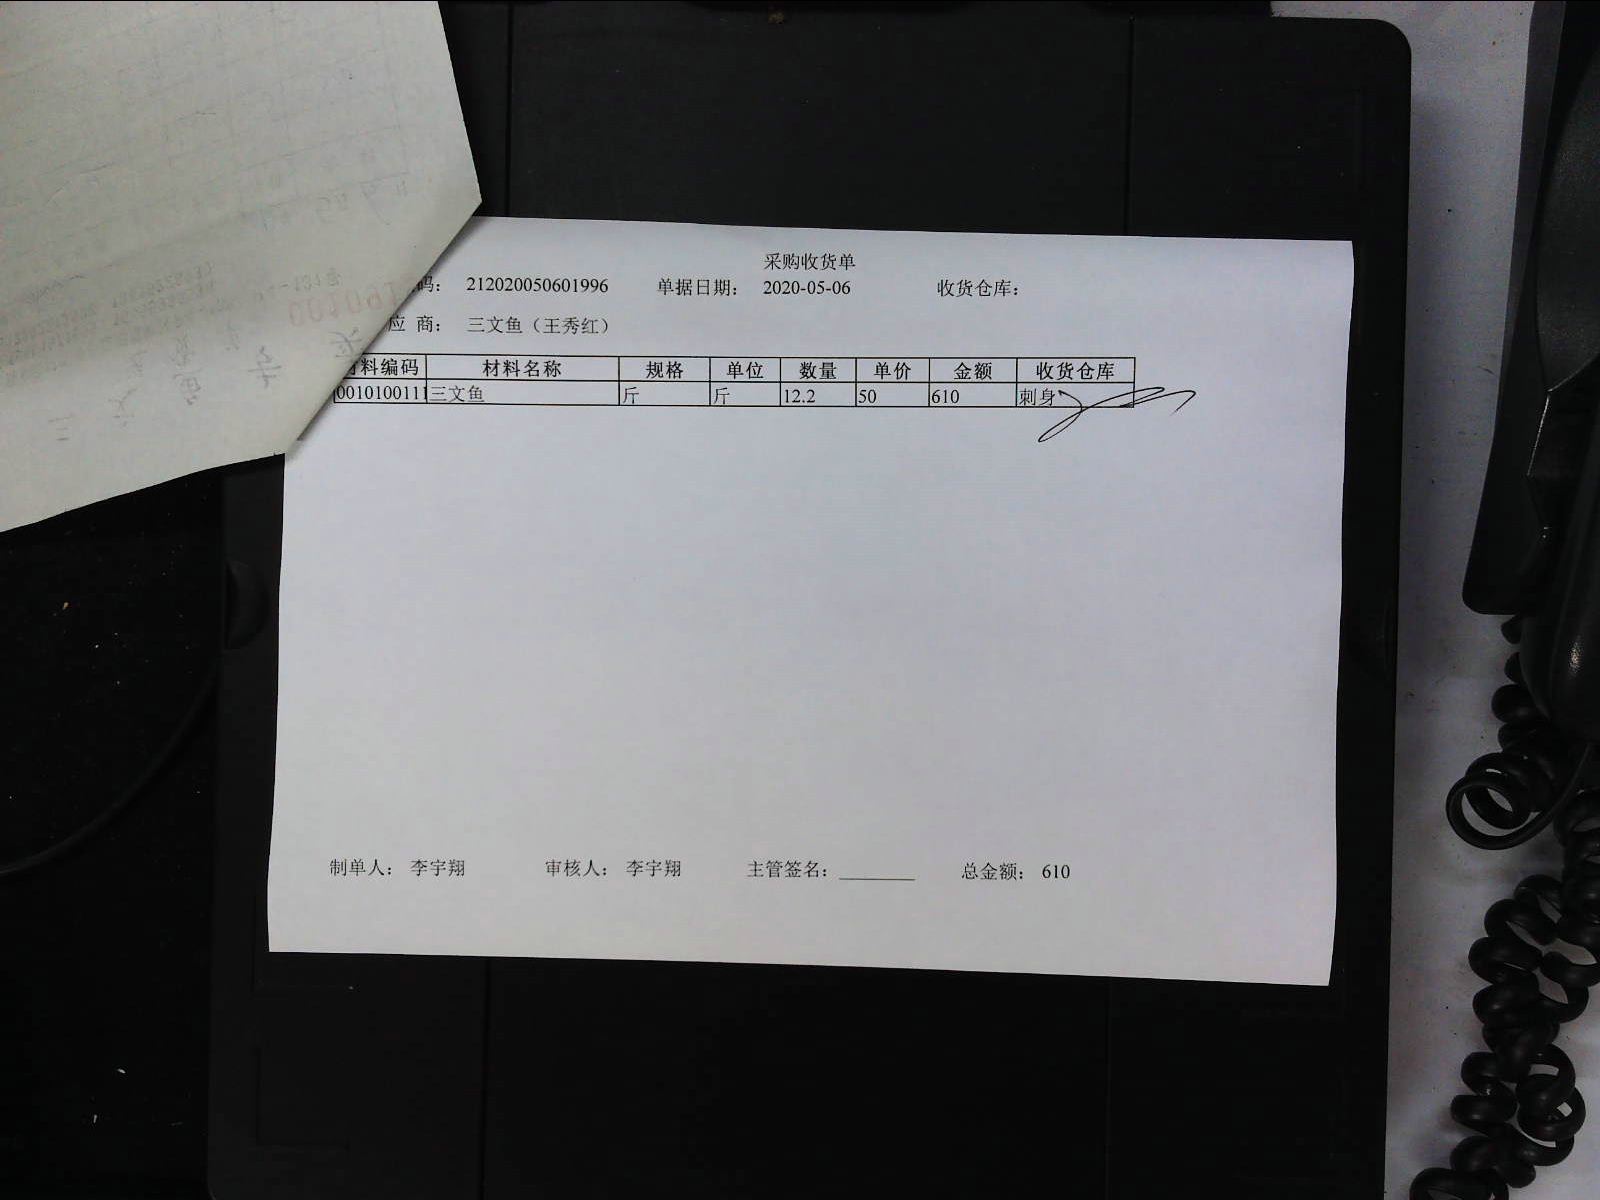 采购收货单
码： 212020050601996 单据日期： 2020-05-06 收货仓库：
应 商： 三文鱼（王秀红）
料编码 材料名称 规格 单位 数量 单价 金额 收货仓库
0010100111 三文鱼 斤 斤 12.2 50 610 刺身
制单人： 李宇翔 审核人： 李宇翔 主管签名：________ 总金额： 610